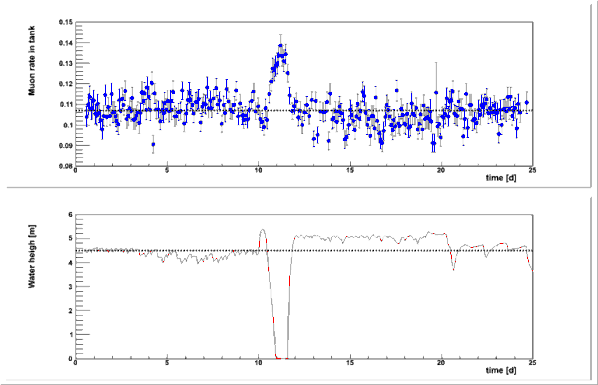 Muon rate in tank
0.15
0.14
0.13
0.12
0.11
0.1
0.09
0.08
0 5 10 15 20 25
time [d]
Water heigh [m]
6
5
4
3
2
1
0
0 5 10 15 20 25
time [d]